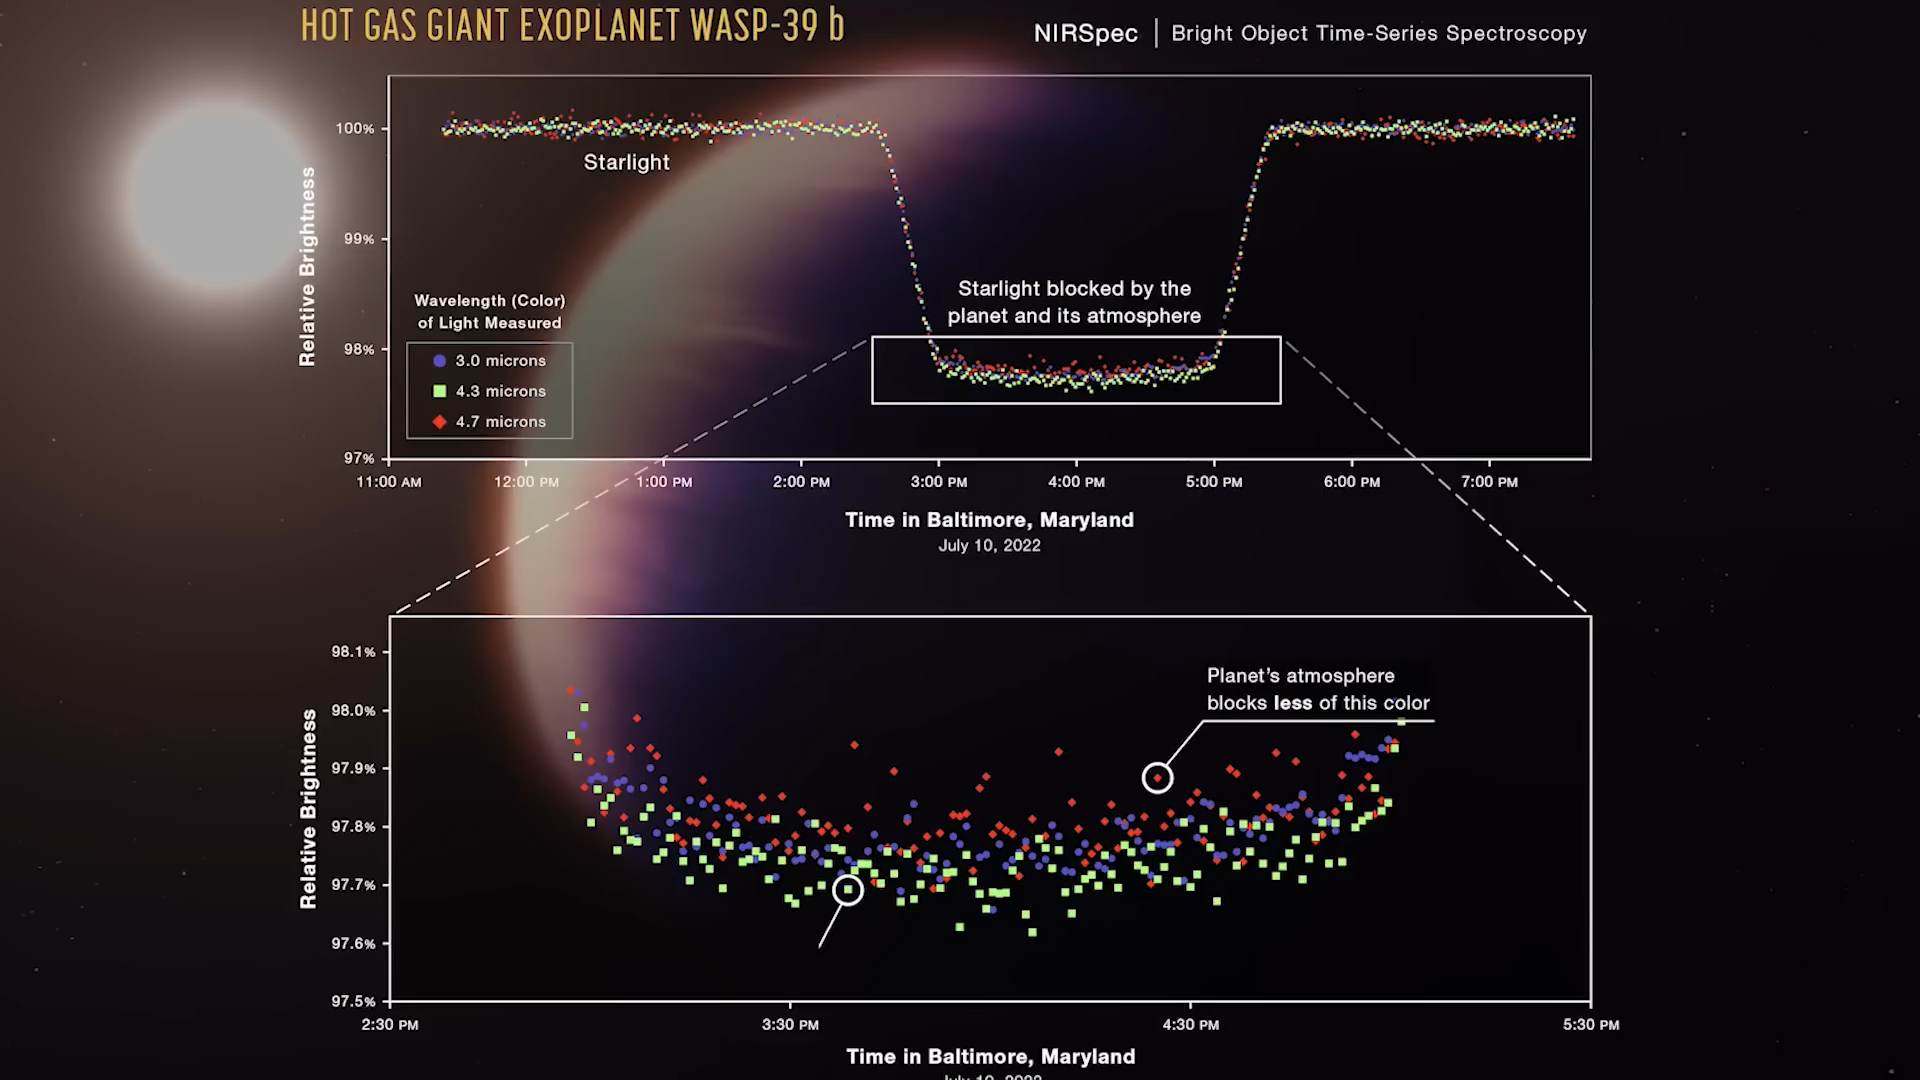 HOT GAS GIANT EXOPLANET WASP-39 b
NIRSpec | Bright Object Time-Series Spectroscopy
Relative Brightness
100%
99%
98%
97%
Starlight
Starlight blocked by the
planet and its atmosphere
Wavelength (Color)
of Light Measured
3.0 microns
4.3 microns
4.7 microns
11:00 AM 12:00 PM 1:00 PM 2:00 PM 3:00 PM 4:00 PM 5:00 PM 6:00 PM 7:00 PM
Time in Baltimore, Maryland
July 10, 2022
Relative Brightness
98.1%
98.0%
97.9%
97.8%
97.7%
97.6%
97.5%
Planet's atmosphere
blocks less of this color
2:30 PM 3:30 PM 4:30 PM 5:30 PM
Time in Baltimore, Maryland
July 10, 2022